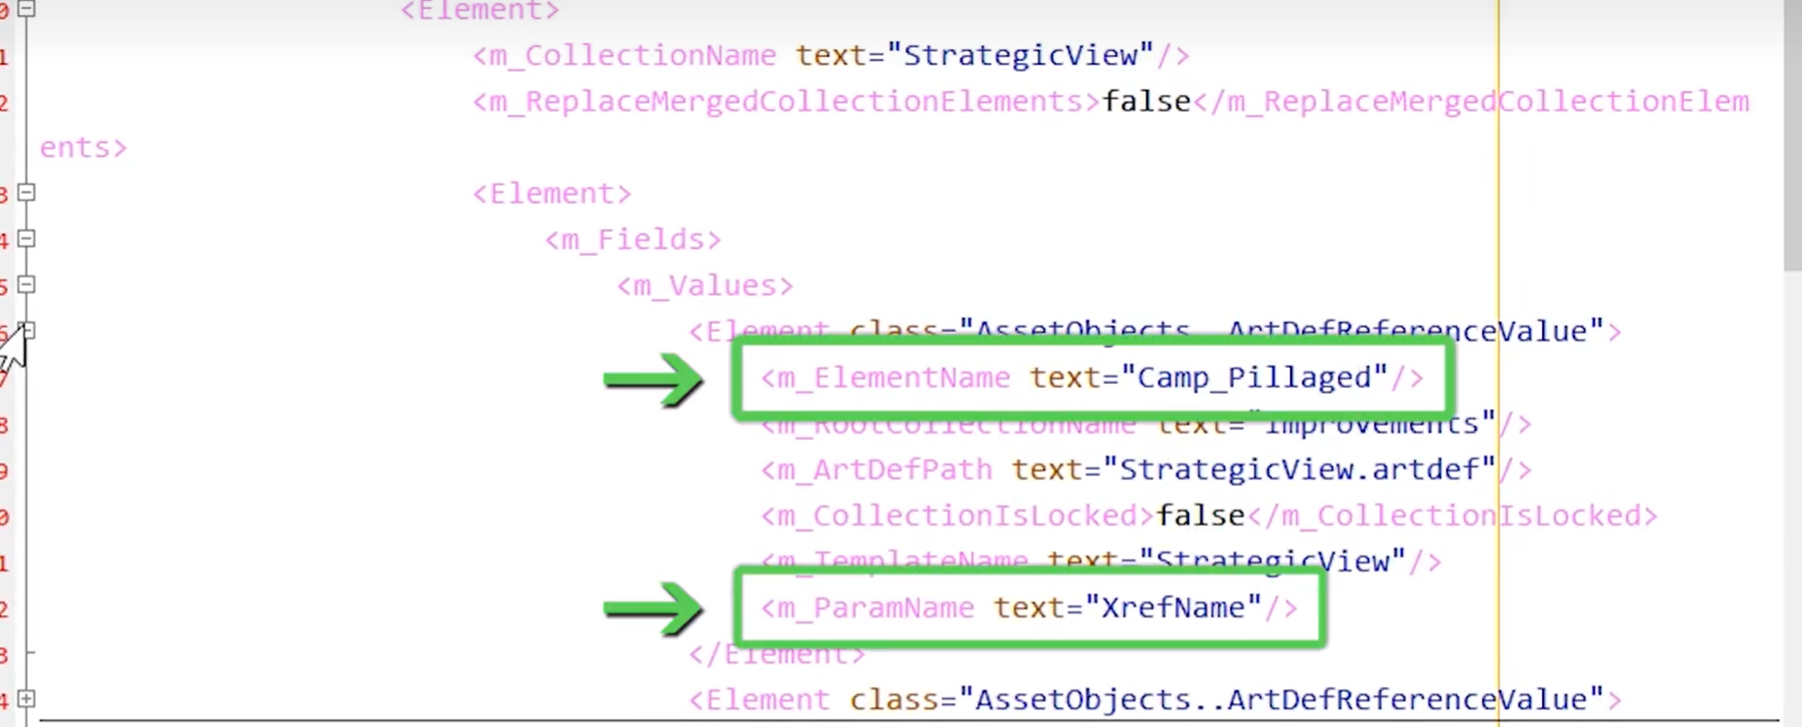 0 <Element>
1 <m_CollectionName text="StrategicView"/>
2 <m_ReplaceMergedCollectionElements>false</m_ReplaceMergedCollectionElem
ents>
3 <Element>
4 <m_Fields>
5 <m_Values>
6 <Element class="AssetObjects..ArtDefReferenceValue">
7 <m_ElementName text="Camp_Pillaged"/>
8 <m_RootCollectionName text="Improvements"/>
9 <m_ArtDefPath text="StrategicView.artdef"/>
0 <m_CollectionIsLocked>false</m_CollectionIsLocked>
1 <m_TemplateName text="StrategicView"/>
2 <m_ParamName text="XrefName"/>
3 </Element>
4 <Element class="AssetObjects..ArtDefReferenceValue">